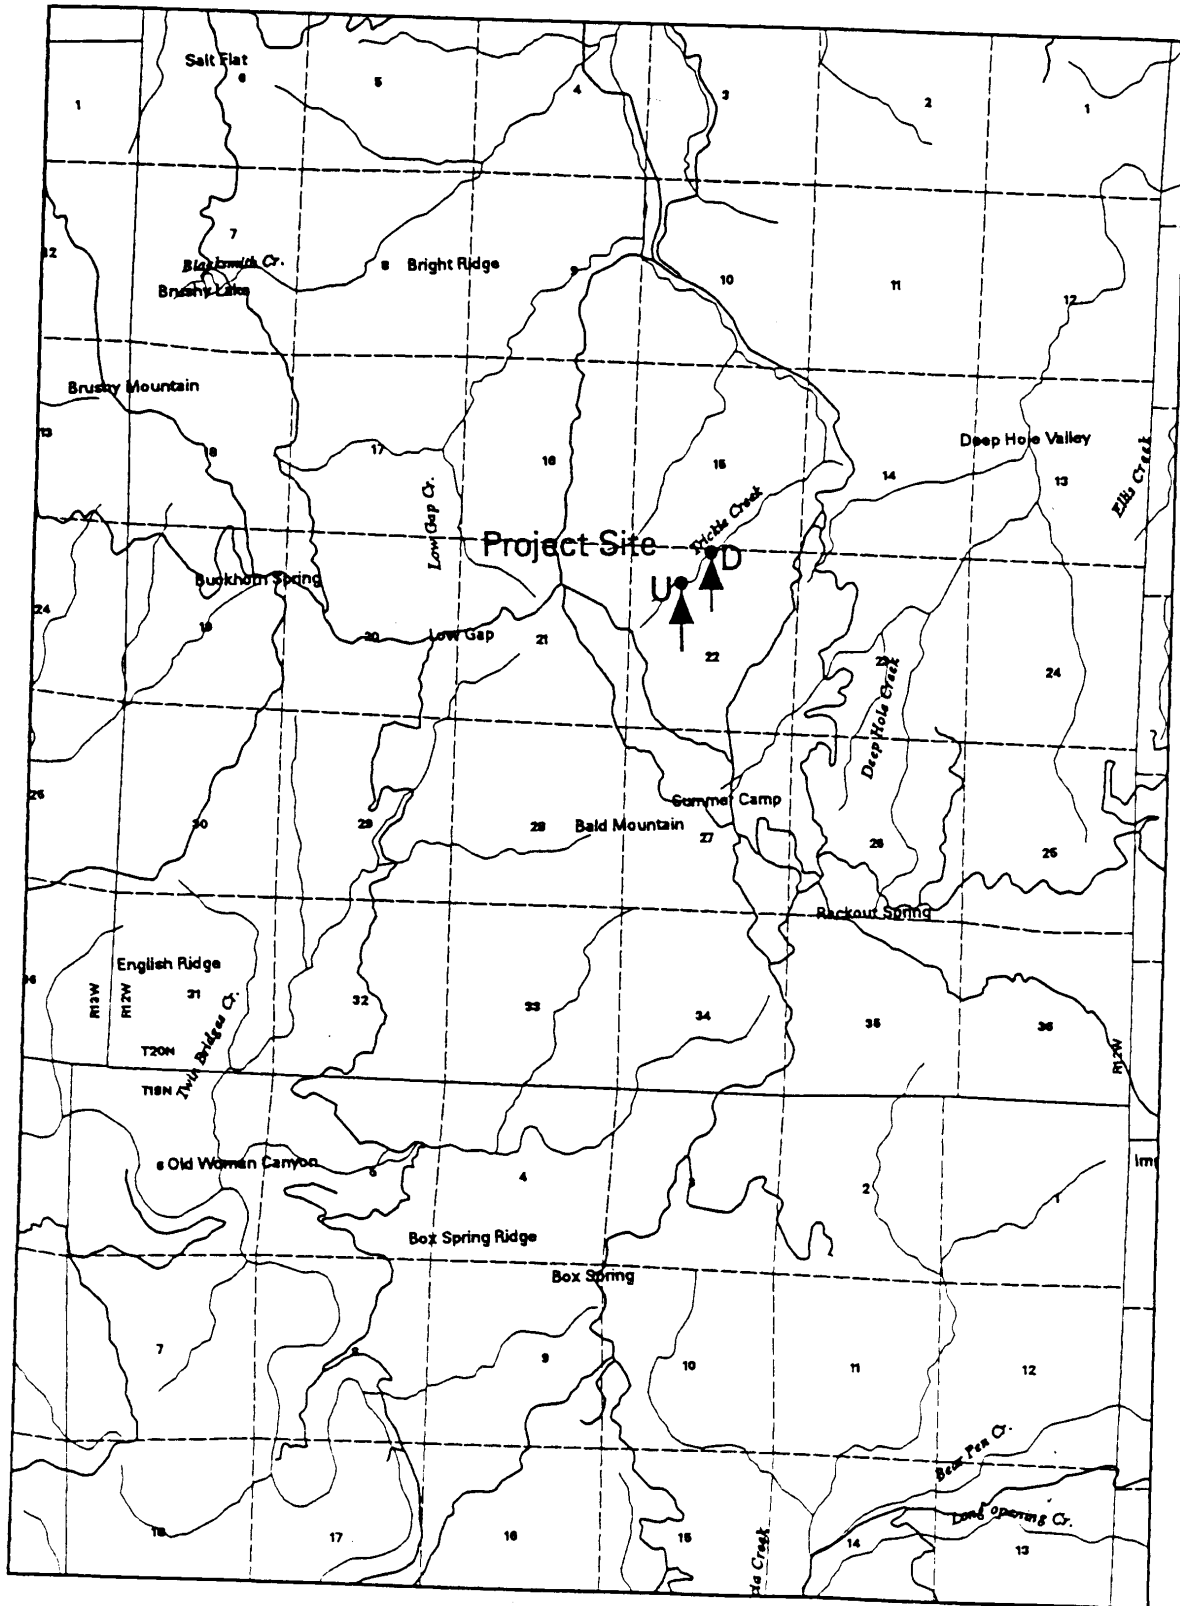 Salt Flat
6
5
4
3
2
1
1
7
Blacksmith Cr.
8
Bright Ridge
9
10
11
12
12
Brushy Lake
Brushy Mountain
13
18
17
16
15
14
Deep Hole Valley
13
Ellis Creek
Low Gap Cr.
Trickle Creek
Project Site
D
U
Buckhorn Spring
24
19
20
Low Gap
21
22
23
24
Deep Hole Creek
26
30
29
28
Bald Mountain
Summer Camp
27
26
25
Rackout Spring
English Ridge
36
R13W
R12W
31
32
33
34
35
36
R12W
T20N
T19N
Twin Bridges Cr.
6
Old Woman Canyon
5
4
3
2
1
Box Spring Ridge
Box Spring
7
8
9
10
11
12
Bear Pen Cr.
Long opening Cr.
18
17
16
15
14
13
Creek